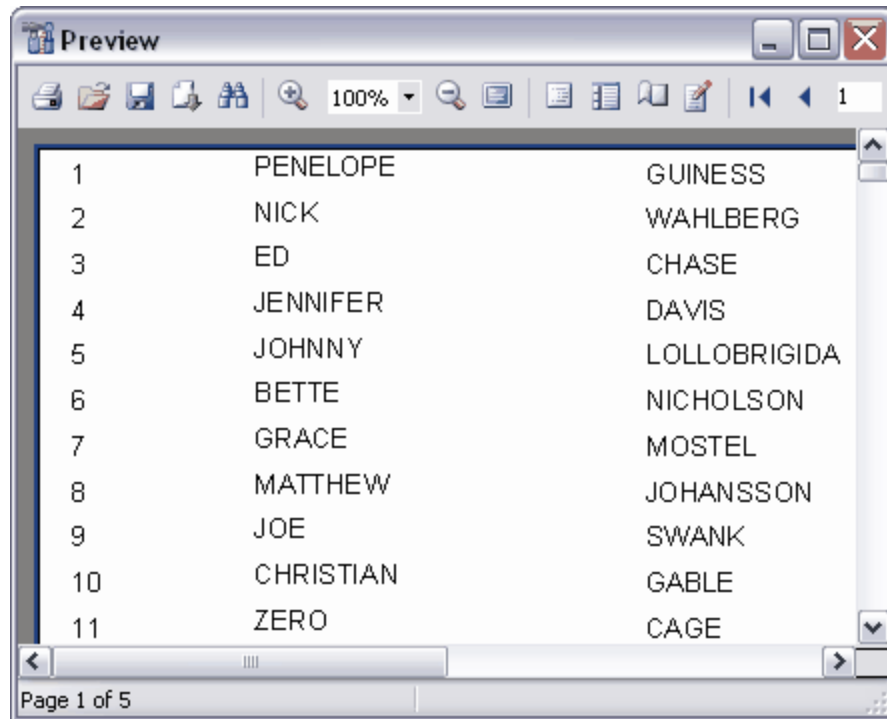 Preview
100% 1
1 PENELOPE GUINESS
2 NICK WAHLBERG
3 ED CHASE
4 JENNIFER DAVIS
5 JOHNNY LOLLOBRIGIDA
6 BETTE NICHOLSON
7 GRACE MOSTEL
8 MATTHEW JOHANSSON
9 JOE SWANK
10 CHRISTIAN GABLE
11 ZERO CAGE
Page 1 of 5